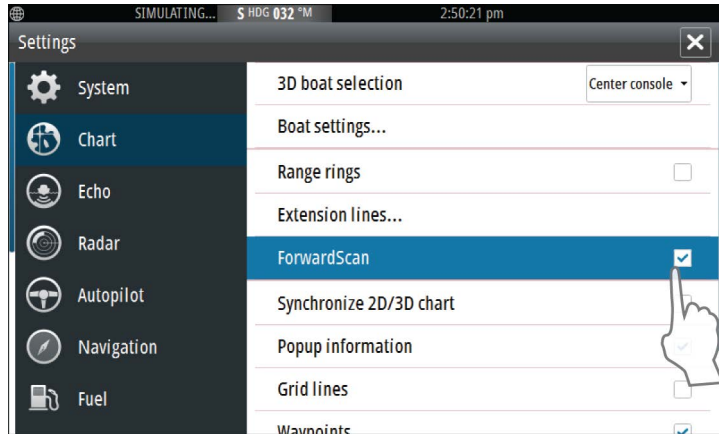 SIMULATING... S HDG 032 °M 2:50:21 pm
Settings
System
Chart
Echo
Radar
Autopilot
Navigation
Fuel
3D boat selection Center console
Boat settings...
Range rings
Extension lines...
ForwardScan
Synchronize 2D/3D chart
Popup information
Grid lines
Waypoints